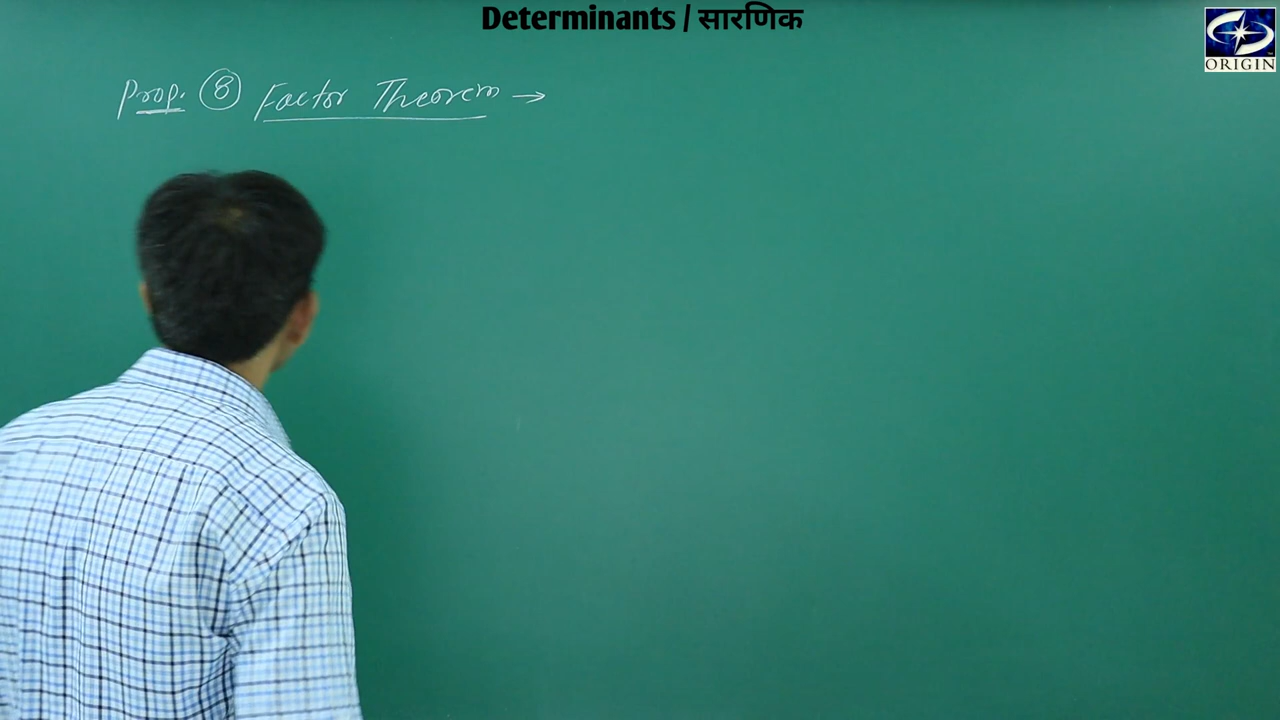 Determinants / सारणिक
ORIGIN
Prop. 8 Factor Theorem →